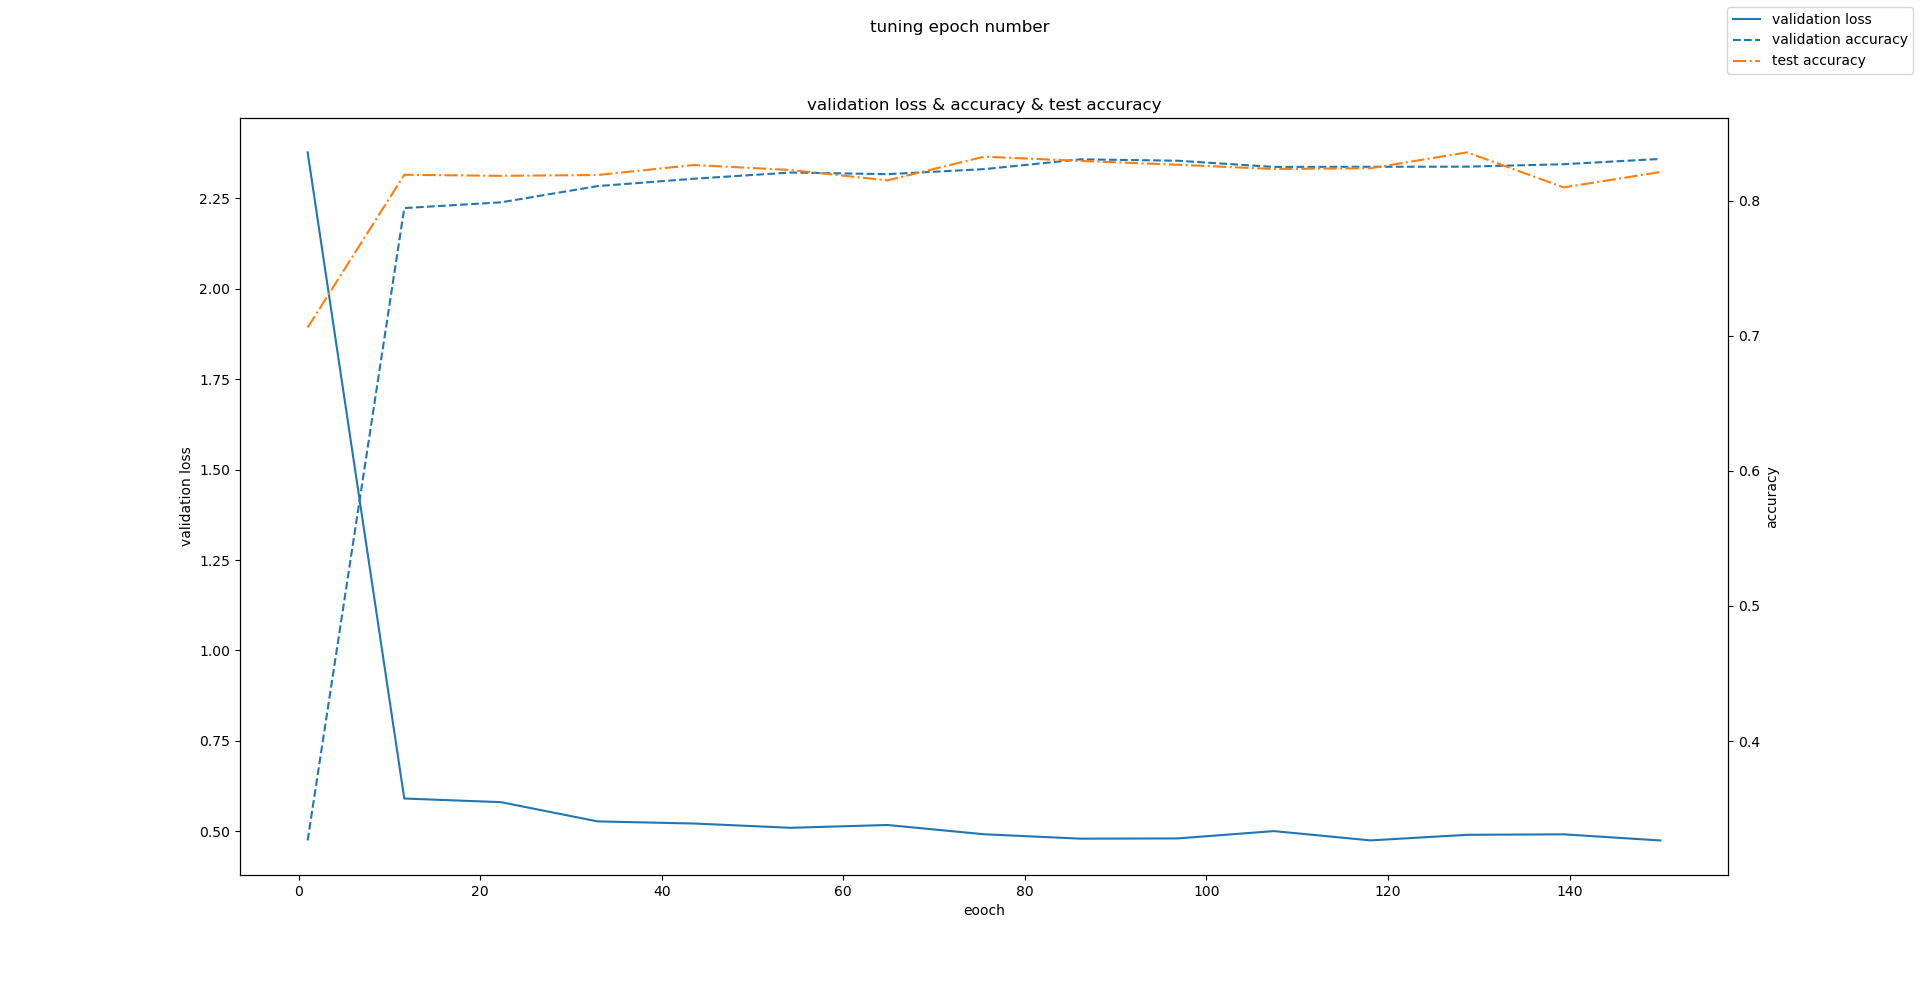 tuning epoch number
validation loss
validation accuracy
test accuracy
validation loss & accuracy & test accuracy
2.25
2.00
1.75
1.50
1.25
1.00
0.75
0.50
validation loss
0.8
0.7
0.6
0.5
0.4
accuracy
0 20 40 60 80 100 120 140
eooch